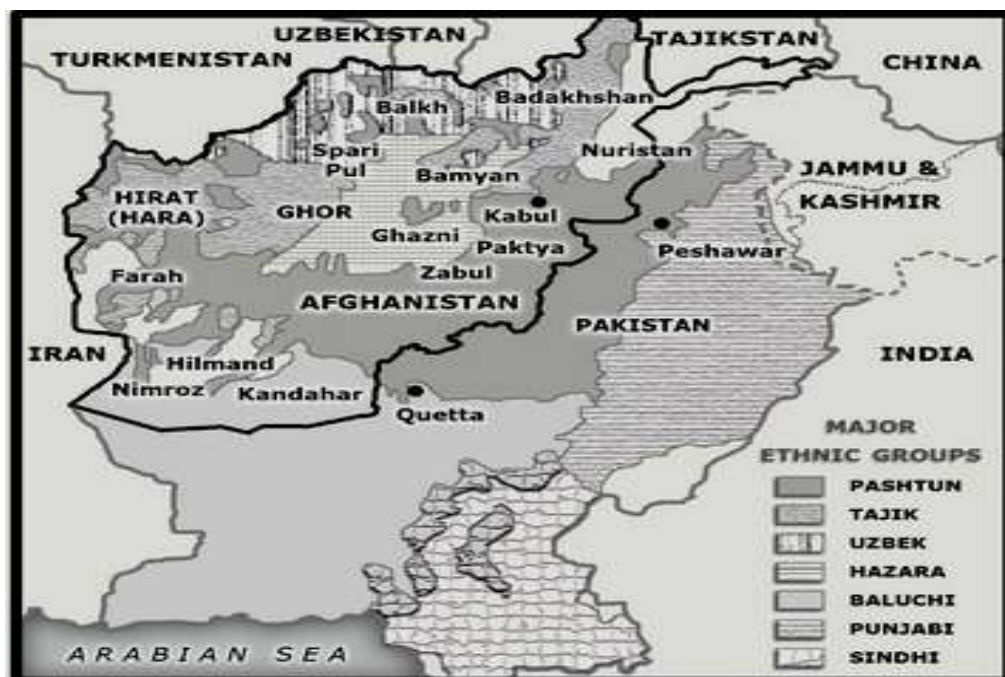 UZBEKISTAN
TAJIKSTAN
TURKMENISTAN
CHINA
Badakhshan
Balkh
Spari
Pul
Nuristan
Bamyan
JAMMU &
KASHMIR
HIRAT
(HARA)
GHOR
Kabul
Ghazni
Paktya
Peshawar
Zabul
Farah
AFGHANISTAN
PAKISTAN
IRAN
INDIA
Hilmand
Nimroz
Kandahar
Quetta
MAJOR
ETHNIC GROUPS
PASHTUN
TAJIK
UZBEK
HAZARA
BALUCHI
PUNJABI
SINDHI
ARABIAN SEA